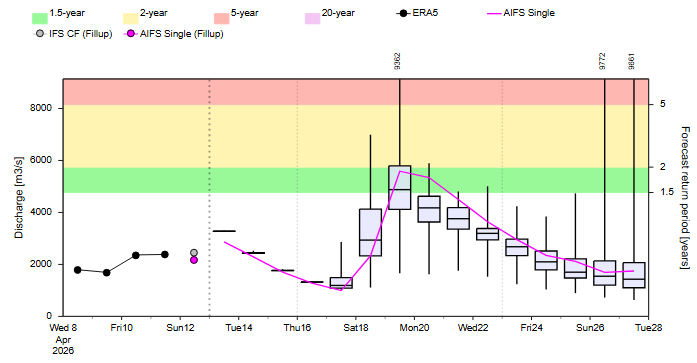 1.5-year 2-year 5-year 20-year ERA5 AIFS Single
IFS CF (Fillup) AIFS Single (Fillup)
9362 9772 9861
8000
6000
4000
2000
0
Discharge [m3/s]
5
2
1.5
Forecast return period [years]
Wed 8 Fri10 Sun12 Tue14 Thu16 Sat18 Mon20 Wed22 Fri24 Sun26 Tue28
Apr
2026